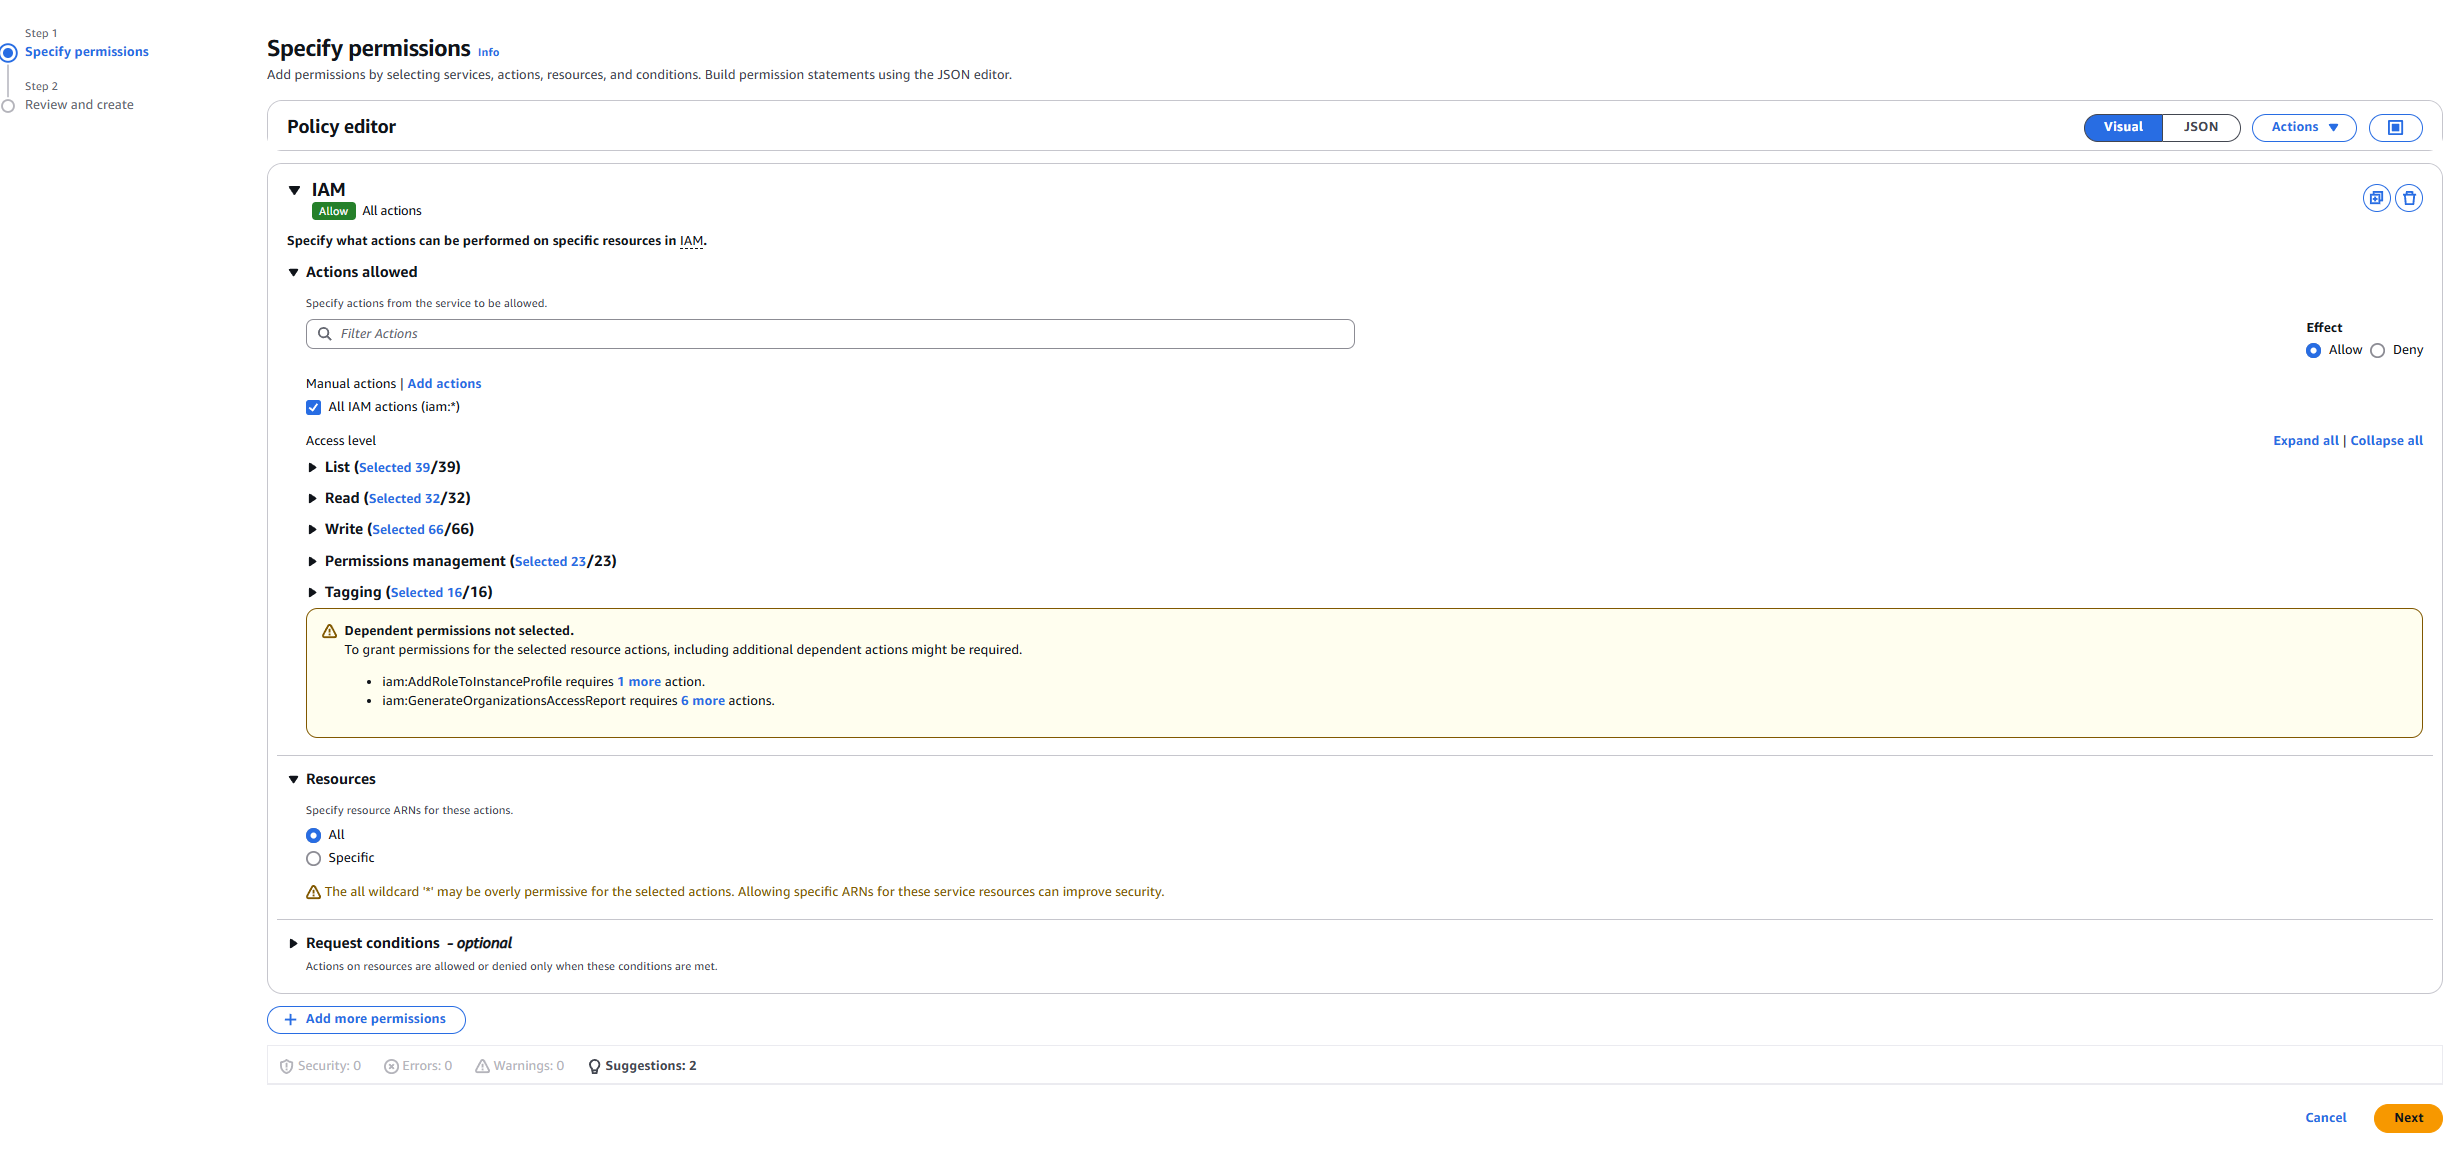 Step 1
Specify permissions
Step 2
Review and create
Specify permissions Info
Add permissions by selecting services, actions, resources, and conditions. Build permission statements using the JSON editor.
Policy editor
Visual JSON Actions
IAM
Allow All actions
Specify what actions can be performed on specific resources in IAM.
Actions allowed
Specify actions from the service to be allowed.
Filter Actions
Effect
Allow Deny
Manual actions | Add actions
All IAM actions (iam:*)
Access level
Expand all | Collapse all
List (Selected 39/39)
Read (Selected 32/32)
Write (Selected 66/66)
Permissions management (Selected 23/23)
Tagging (Selected 16/16)
Dependent permissions not selected.
To grant permissions for the selected resource actions, including additional dependent actions might be required.
• iam:AddRoleToInstanceProfile requires 1 more action.
• iam:GenerateOrganizationsAccessReport requires 6 more actions.
Resources
Specify resource ARNs for these actions.
All
Specific
The all wildcard '*' may be overly permissive for the selected actions. Allowing specific ARNs for these service resources can improve security.
Request conditions - optional
Actions on resources are allowed or denied only when these conditions are met.
+ Add more permissions
Security: 0 Errors: 0 Warnings: 0 Suggestions: 2
Cancel Next